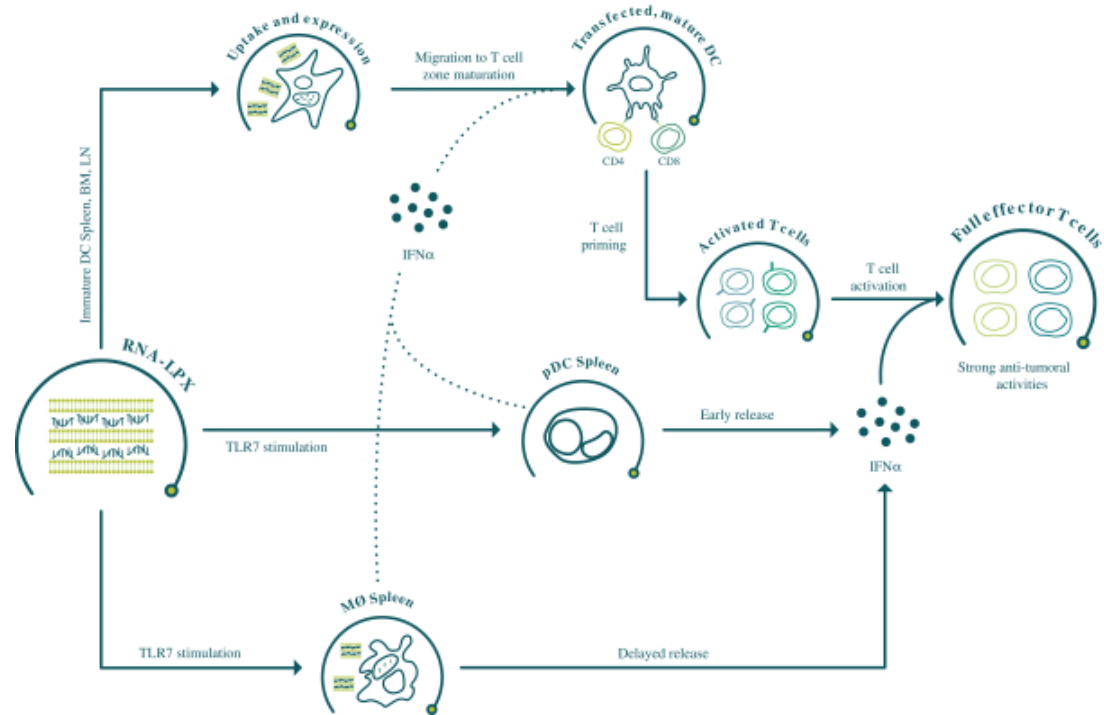 Uptake and expression
Migration to T cell
zone maturation
Transfected, mature DC
CD4
CD8
Immature DC Spleen, BM, LN
IFNα
T cell
priming
Activated T cells
T cell
activation
Full effector T cells
Strong anti-tumoral
activities
RNA-LPX
TLR7 stimulation
pDC Spleen
Early release
IFNα
MØ Spleen
TLR7 stimulation
Delayed release